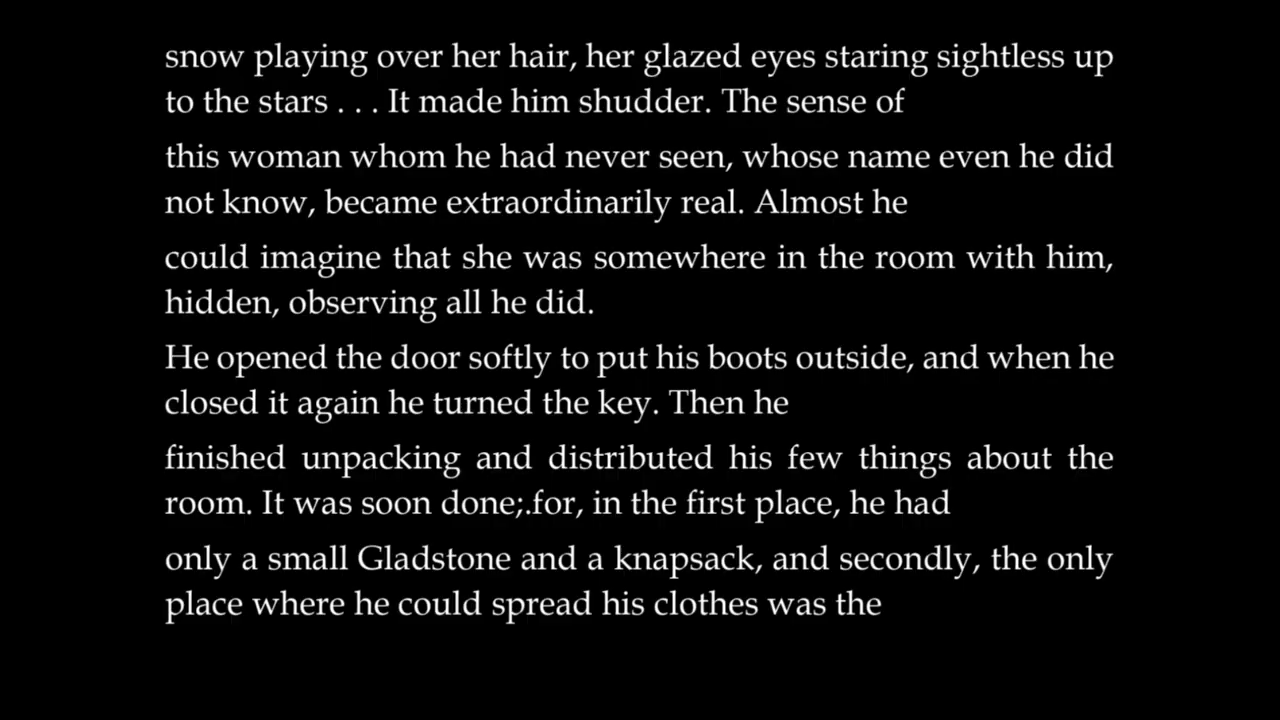 snow playing over her hair, her glazed eyes staring sightless up
to the stars . . . It made him shudder. The sense of
this woman whom he had never seen, whose name even he did
not know, became extraordinarily real. Almost he
could imagine that she was somewhere in the room with him,
hidden, observing all he did.
He opened the door softly to put his boots outside, and when he
closed it again he turned the key. Then he
finished unpacking and distributed his few things about the
room. It was soon done;.for, in the first place, he had
only a small Gladstone and a knapsack, and secondly, the only
place where he could spread his clothes was the